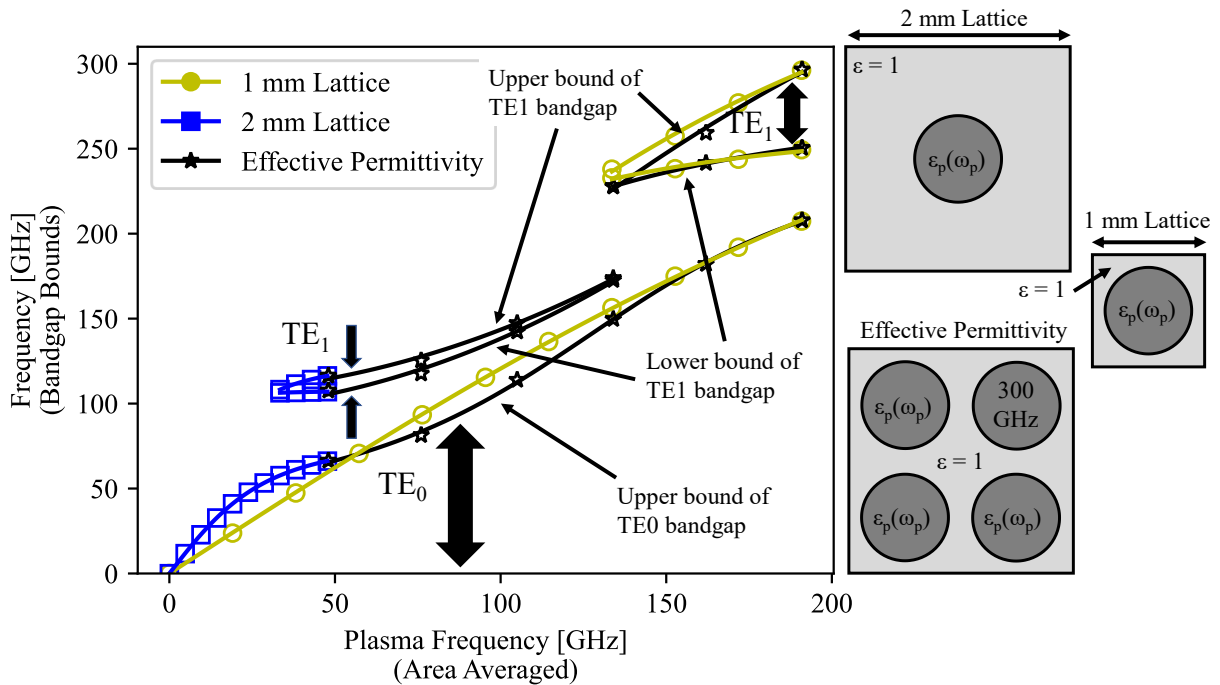 2 mm Lattice
300
250
200
150
100
50
0
Frequency [GHz]
(Bandgap Bounds)
1 mm Lattice
2 mm Lattice
Effective Permittivity
Upper bound of
TE1 bandgap
TE₁
TE₁
Lower bound of
TE1 bandgap
TE₀
Upper bound of
TE0 bandgap
0
50
100
150
200
Plasma Frequency [GHz]
(Area Averaged)
ε = 1
εₚ(ωₚ)
1 mm Lattice
ε = 1
εₚ(ωₚ)
Effective Permittivity
εₚ(ωₚ)
300
GHz
ε = 1
εₚ(ωₚ)
εₚ(ωₚ)